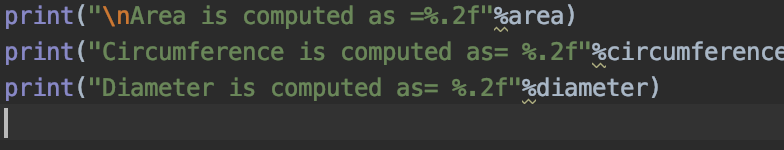 print("\nArea is computed as =%.2f"%area)
print("Circumference is computed as= %.2f"%circumference
print("Diameter is computed as= %.2f"%diameter)